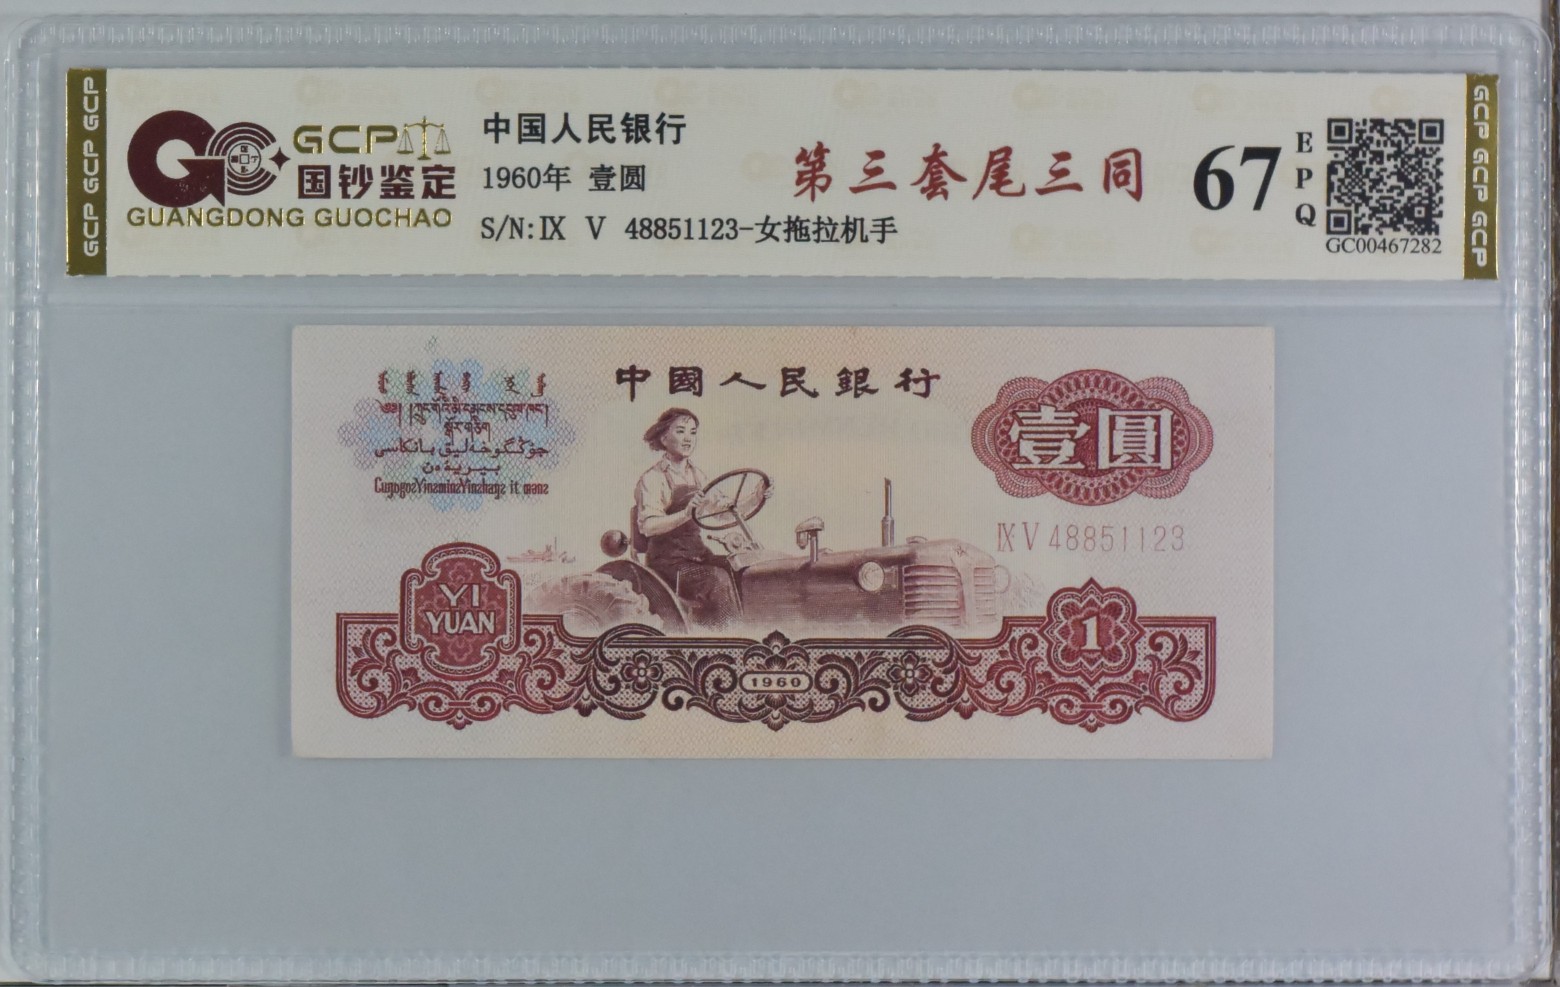 GCP GCP GCP
GCP
国钞鉴定
GUANGDONG GUOCHAO
中国人民银行
1960年 壹圆
S/N:Ⅸ Ⅴ 48851123-女拖拉机手
第三套尾三同
67
EPQ
GC00467282
GCP GCP GCP
中國人民銀行
壹圓
ⅨⅤ48851123
YI
YUAN
1960
1